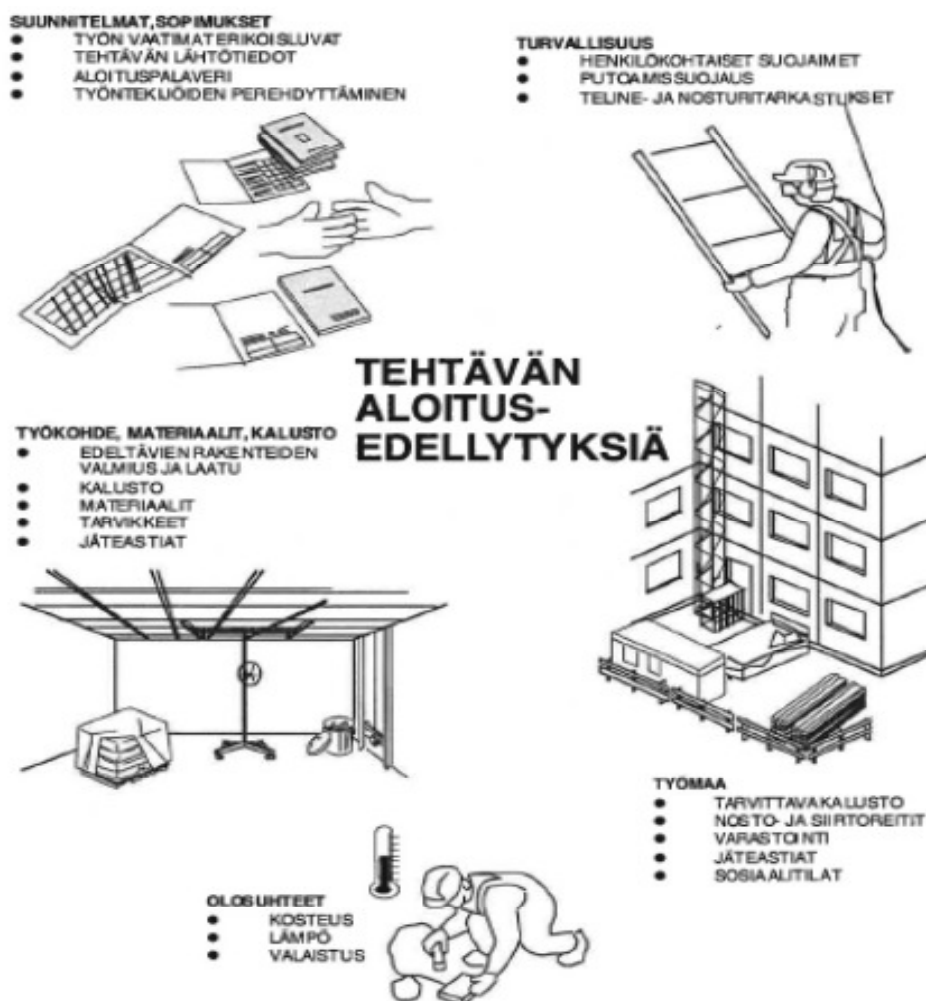 SUUNNITELMAT, SOPIMUKSET
● TYÖN VAATIMAT ERIKOISLUVAT
● TEHTÄVÄN LÄHTÖTIEDOT
● ALOITUSPALAVERI
● TYÖNTEKIJÖIDEN PEREHDYTTÄMINEN
TURVALLISUUS
● HENKILÖKOHTAISET SUOJAIMET
● PUTOAMISSUOJAUS
● TELINE- JA NOSTURITARKASTUKSET
TEHTÄVÄN
ALOITUS-
EDELLYTYKSIÄ
TYÖKOHDE, MATERIAALIT, KALUSTO
● EDELTÄVIEN RAKENTEIDEN
VALMIUS JA LAATU
● KALUSTO
● MATERIAALIT
● TARVIKKEET
● JÄTEASTIAT
TYÖMAA
● TARVITTAVA KALUSTO
● NOSTO- JA SIIRTOREITIT
● VARASTOINTI
● JÄTEASTIAT
● SOSIAALITILAT
OLOSUHTEET
● KOSTEUS
● LÄMPÖ
● VALAISTUS